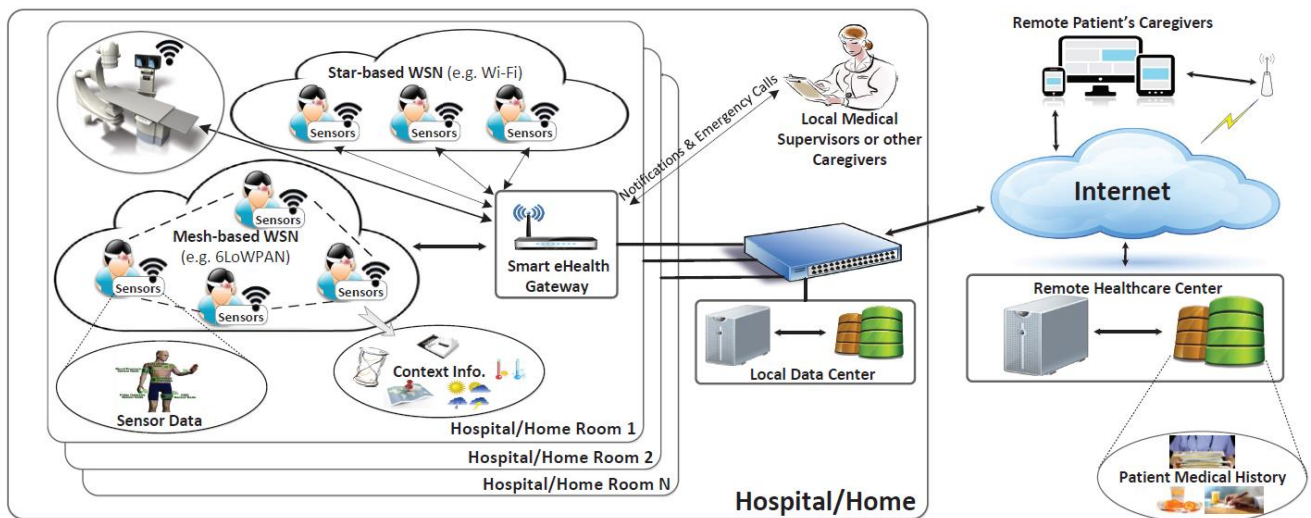 Remote Patient's Caregivers
Star-based WSN (e.g. Wi-Fi)
Sensors
Sensors
Sensors
Notifications & Emergency Calls
Local Medical
Supervisors or other
Caregivers
Internet
Sensors
Mesh-based WSN
(e.g. 6LoWPAN)
Sensors
Sensors
Sensors
Smart eHealth
Gateway
Remote Healthcare Center
Context Info.
Local Data Center
Sensor Data
Hospital/Home Room 1
Hospital/Home Room 2
Hospital/Home Room N
Hospital/Home
Patient Medical History